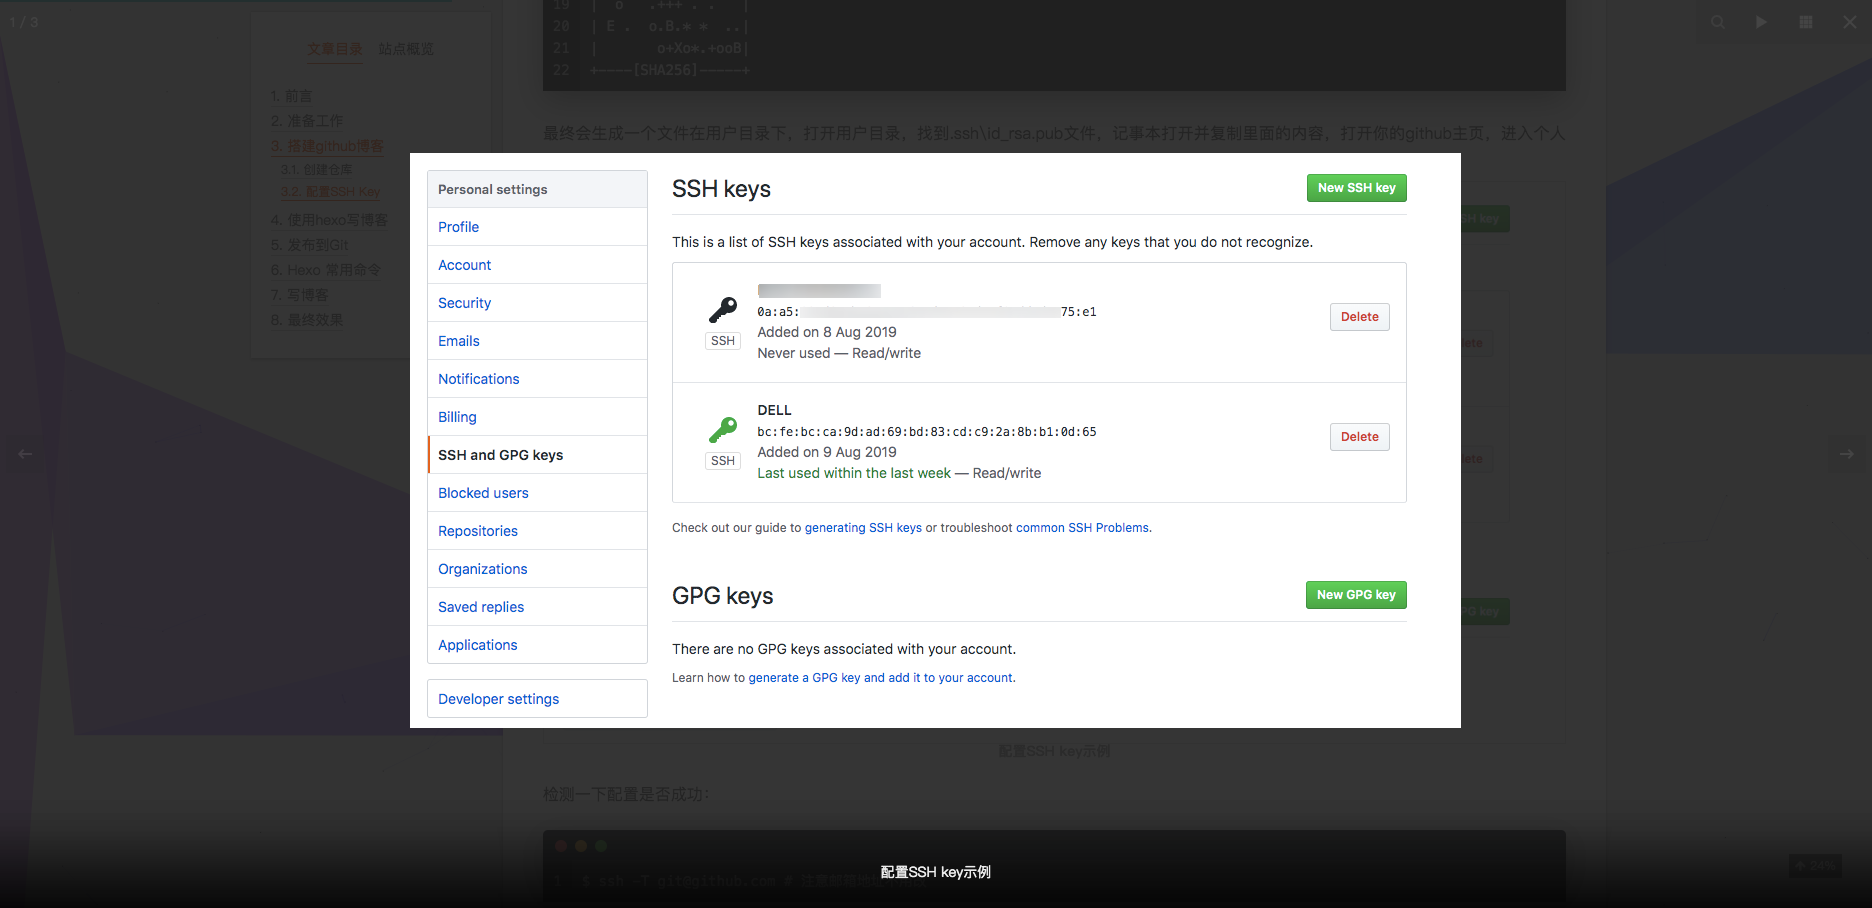 1 / 3
文章目录 站点概览
1. 前言
2. 准备工作
3. 搭建github博客
3.1. 创建仓库
3.2. 配置SSH Key
4. 使用hexo写博客
5. 发布到Git
6. Hexo 常用命令
7. 写博客
8. 最终效果
19 | o .+++ . . |
20 | E . o.B.* * ..|
21 | o+Xo*.+ooB|
22 +----[SHA256]-----+
最终会生成一个文件在用户目录下，打开用户目录，找到.ssh\id_rsa.pub文件，记事本打开并复制里面的内容，打开你的github主页，进入个人
Personal settings
Profile
Account
Security
Emails
Notifications
Billing
SSH and GPG keys
Blocked users
Repositories
Organizations
Saved replies
Applications
Developer settings
SSH keys
New SSH key
This is a list of SSH keys associated with your account. Remove any keys that you do not recognize.
SSH
0a:a5: 75:e1
Added on 8 Aug 2019
Never used — Read/write
Delete
SSH
DELL
bc:fe:bc:ca:9d:ad:69:bd:83:cd:c9:2a:8b:b1:0d:65
Added on 9 Aug 2019
Last used within the last week — Read/write
Delete
Check out our guide to generating SSH keys or troubleshoot common SSH Problems.
GPG keys
New GPG key
There are no GPG keys associated with your account.
Learn how to generate a GPG key and add it to your account.
配置SSH key示例
检测一下配置是否成功：
1 $ ssh -T git@github.com #
配置SSH key示例
24%